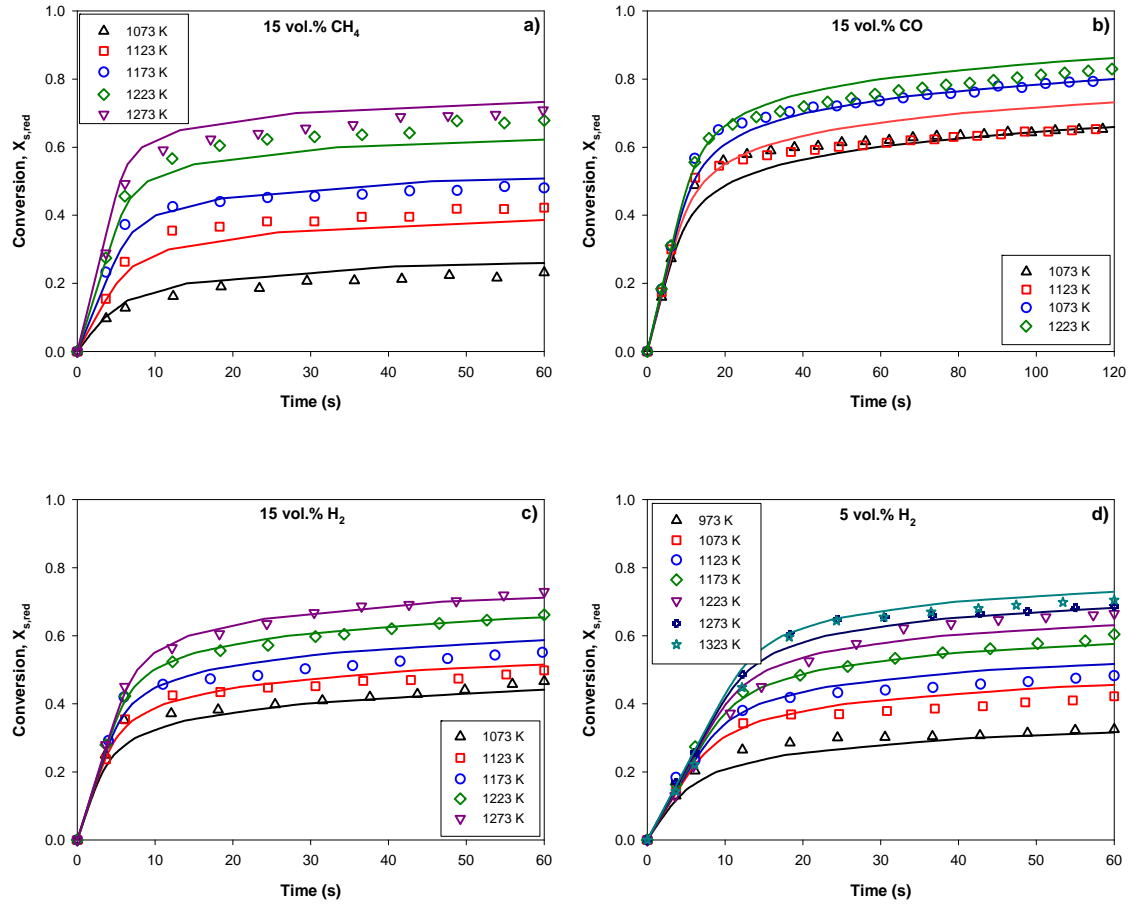 15 vol.% CH4
a)
1073 K
1123 K
1173 K
1223 K
1273 K
Conversion, Xs,red
1.0
0.8
0.6
0.4
0.2
0.0
0 10 20 30 40 50 60
Time (s)
15 vol.% CO
b)
1073 K
1123 K
1073 K
1223 K
Conversion, Xs,red
1.0
0.8
0.6
0.4
0.2
0.0
0 20 40 60 80 100 120
Time (s)
15 vol.% H2
c)
1073 K
1123 K
1173 K
1223 K
1273 K
Conversion, Xs,red
1.0
0.8
0.6
0.4
0.2
0.0
0 10 20 30 40 50 60
Time (s)
5 vol.% H2
d)
973 K
1073 K
1123 K
1173 K
1223 K
1273 K
1323 K
Conversion, Xs,red
1.0
0.8
0.6
0.4
0.2
0.0
0 10 20 30 40 50 60
Time (s)